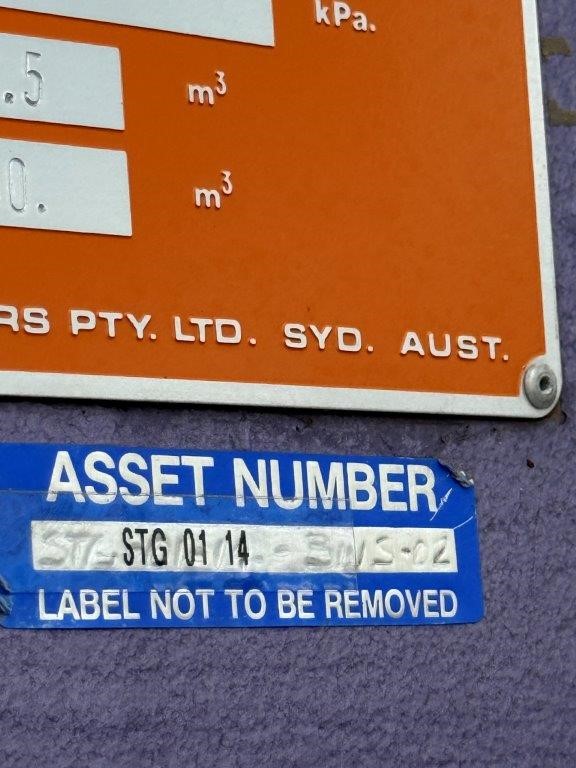 kPa.
.5 m³
0. m³
RS PTY. LTD. SYD. AUST.
ASSET NUMBER
STG 01 14
LABEL NOT TO BE REMOVED